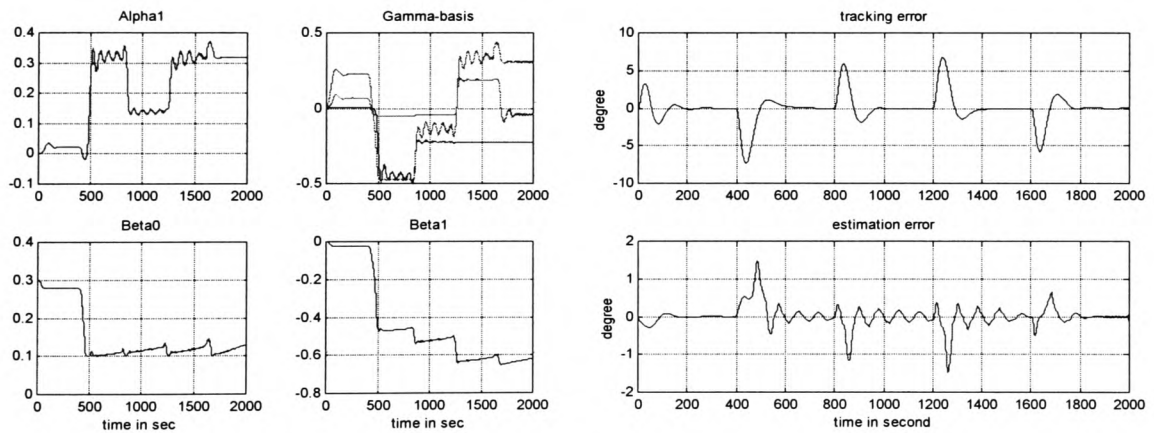 Alpha1
0.4
0.3
0.2
0.1
0
-0.1
0 500 1000 1500 2000
Gamma-basis
0.5
0
-0.5
0 500 1000 1500 2000
tracking error
degree
10
5
0
-5
-10
0 200 400 600 800 1000 1200 1400 1600 1800 2000
Beta0
0.4
0.3
0.2
0.1
0
0 500 1000 1500 2000
time in sec
Beta1
0
-0.2
-0.4
-0.6
-0.8
0 500 1000 1500 2000
time in sec
estimation error
degree
2
1
0
-1
-2
0 200 400 600 800 1000 1200 1400 1600 1800 2000
time in second